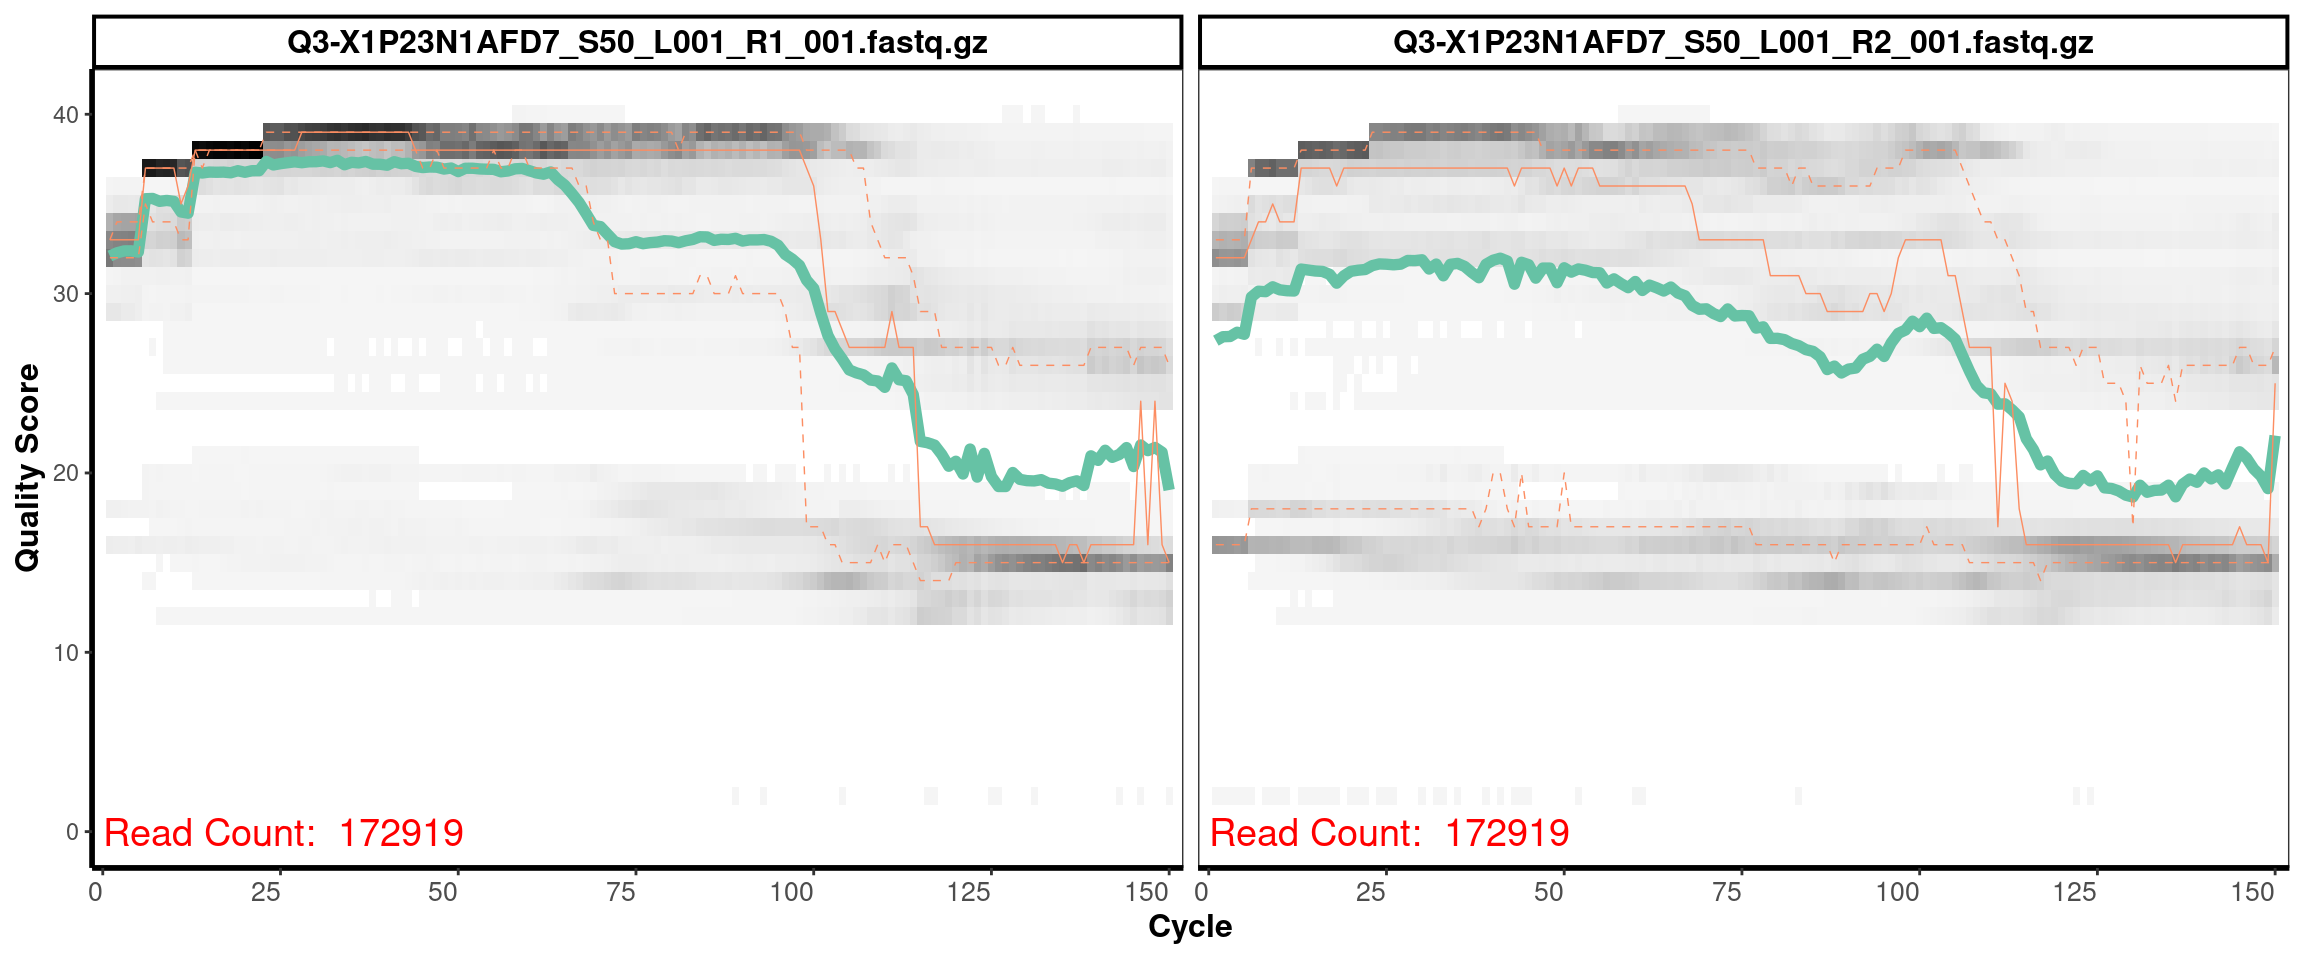 Q3-X1P23N1AFD7_S50_L001_R1_001.fastq.gz
Q3-X1P23N1AFD7_S50_L001_R2_001.fastq.gz
40
30
20
10
0
Quality Score
Read Count: 172919
Read Count: 172919
0 25 50 75 100 125 150
0 25 50 75 100 125 150
Cycle